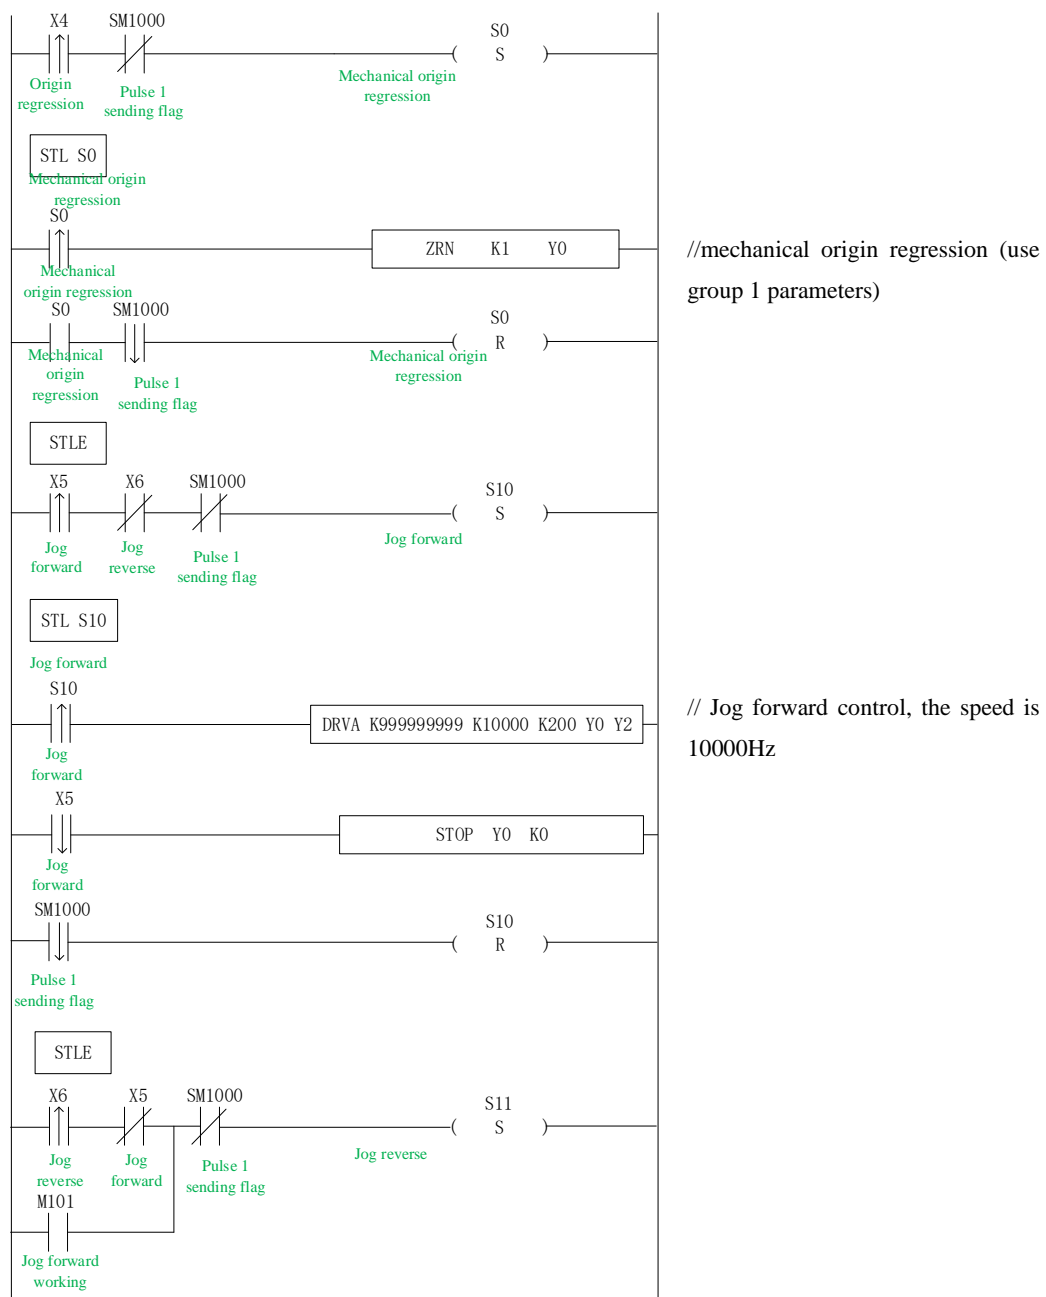 X4 SM1000
S0
( S )
Origin
regression
Pulse 1
sending flag
Mechanical origin
regression
STL S0
Mechanical origin
regression
S0
ZRN K1 Y0
Mechanical
origin regression
//mechanical origin regression (use
group 1 parameters)
S0 SM1000
S0
( R )
Mechanical
origin
regression
Pulse 1
sending flag
Mechanical origin
regression
STLE
X5 X6 SM1000
S10
( S )
Jog
forward
Jog
reverse
Pulse 1
sending flag
Jog forward
STL S10
Jog forward
S10
DRVA K999999999 K10000 K200 Y0 Y2
Jog
forward
// Jog forward control, the speed is
10000Hz
X5
STOP Y0 K0
Jog
forward
SM1000
S10
( R )
Pulse 1
sending flag
STLE
X6 X5 SM1000
S11
( S )
Jog
reverse
Jog
forward
Pulse 1
sending flag
Jog reverse
M101
Jog forward
working